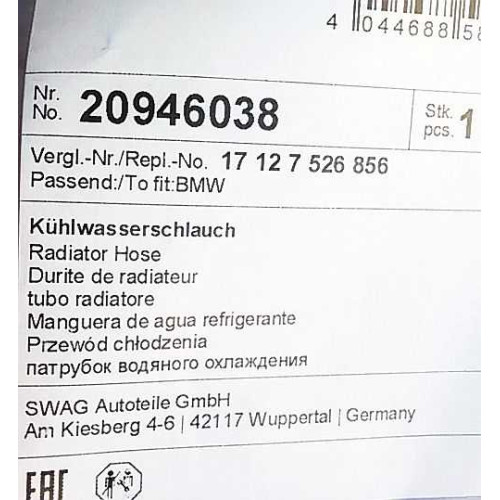 4 044688 58
Nr. No. 20946038 Stk. pcs. 1
Vergl.-Nr./Repl.-No. 17 12 7 526 856
Passend:/To fit:BMW
Kühlwasserschlauch
Radiator Hose
Durite de radiateur
tubo radiatore
Manguera de agua refrigerante
Przewód chłodzenia
патрубок водяного охлаждения
SWAG Autoteile GmbH
Am Kiesberg 4-6 | 42117 Wuppertal | Germany
EAC